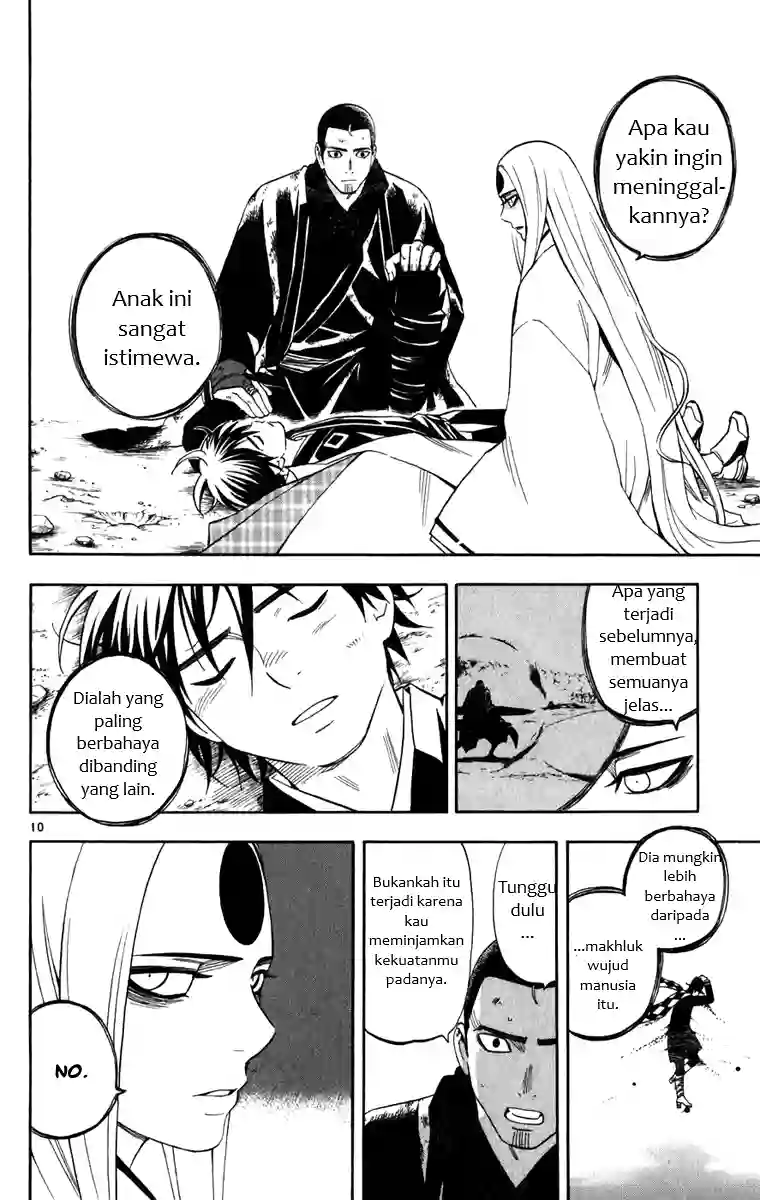 Apa kau
yakin ingin
meninggal-
kannya?
Anak ini
sangat
istimewa.
Apa yang
terjadi
sebelumnya,
membuat
semuanya
jelas...
Dialah yang
paling
berbahaya
dibanding
yang lain.
10
Dia mungkin
lebih
berbahaya
daripada
...
...makhluk
wujud
manusia
itu.
Tunggu
dulu
...
Bukankah itu
terjadi karena
kau
meminjamkan
kekuatanmu
padanya.
NO.